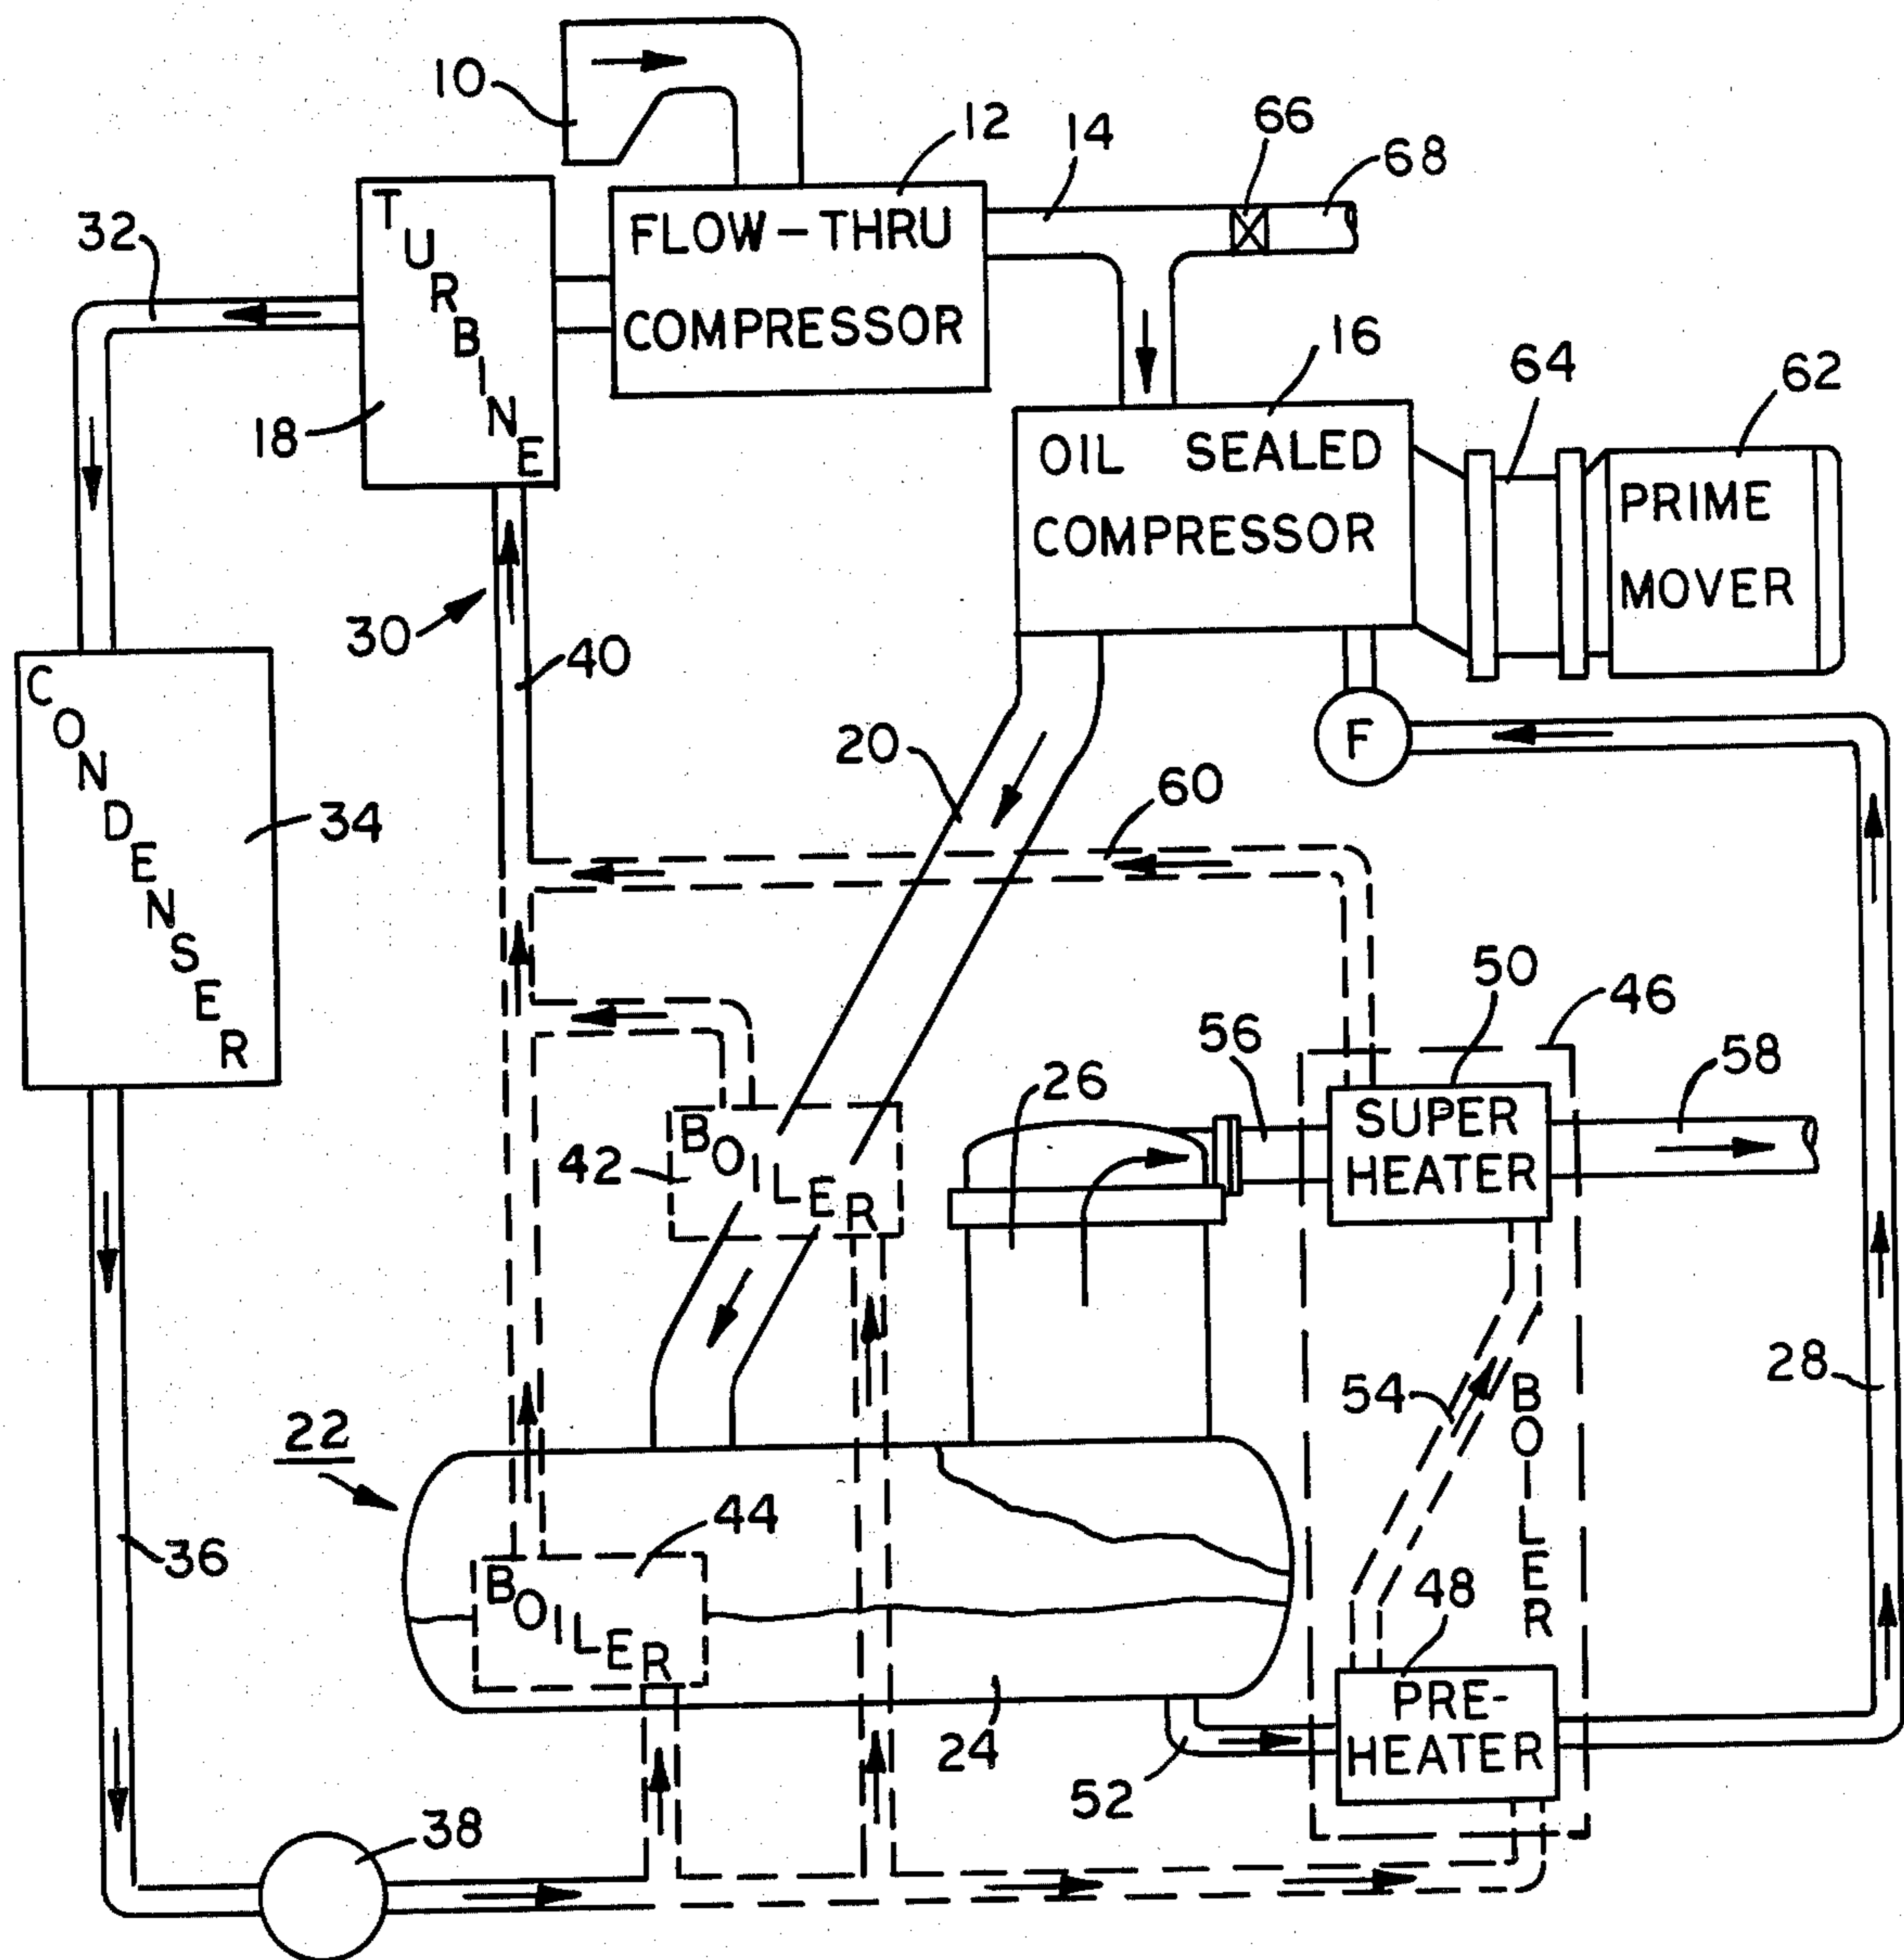 10
12
14
66
68
32
TURBINE
FLOW-THRU
COMPRESSOR
16
64
62
18
OIL SEALED
COMPRESSOR
PRIME
MOVER
30
40
20
F
60
CONDENSER
34
50
46
56
58
26
SUPER
HEATER
BOILER
42
28
54
BOILER
22
44
36
BOILER
48
PRE-
HEATER
24
52
38